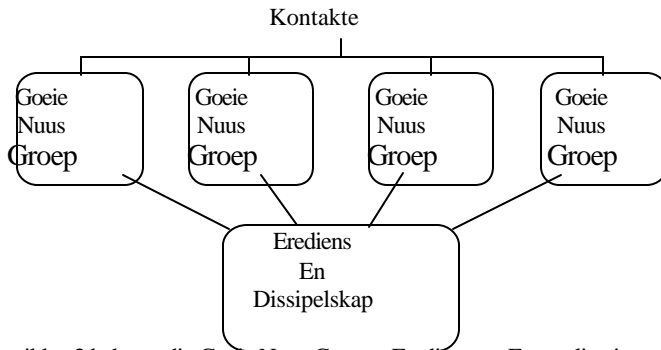 Kontakte
Goeie
Nuus
Groep
Goeie
Nuus
Groep
Goeie
Nuus
Groep
Goeie
Nuus
Groep
Erediens
En
Dissipelskap